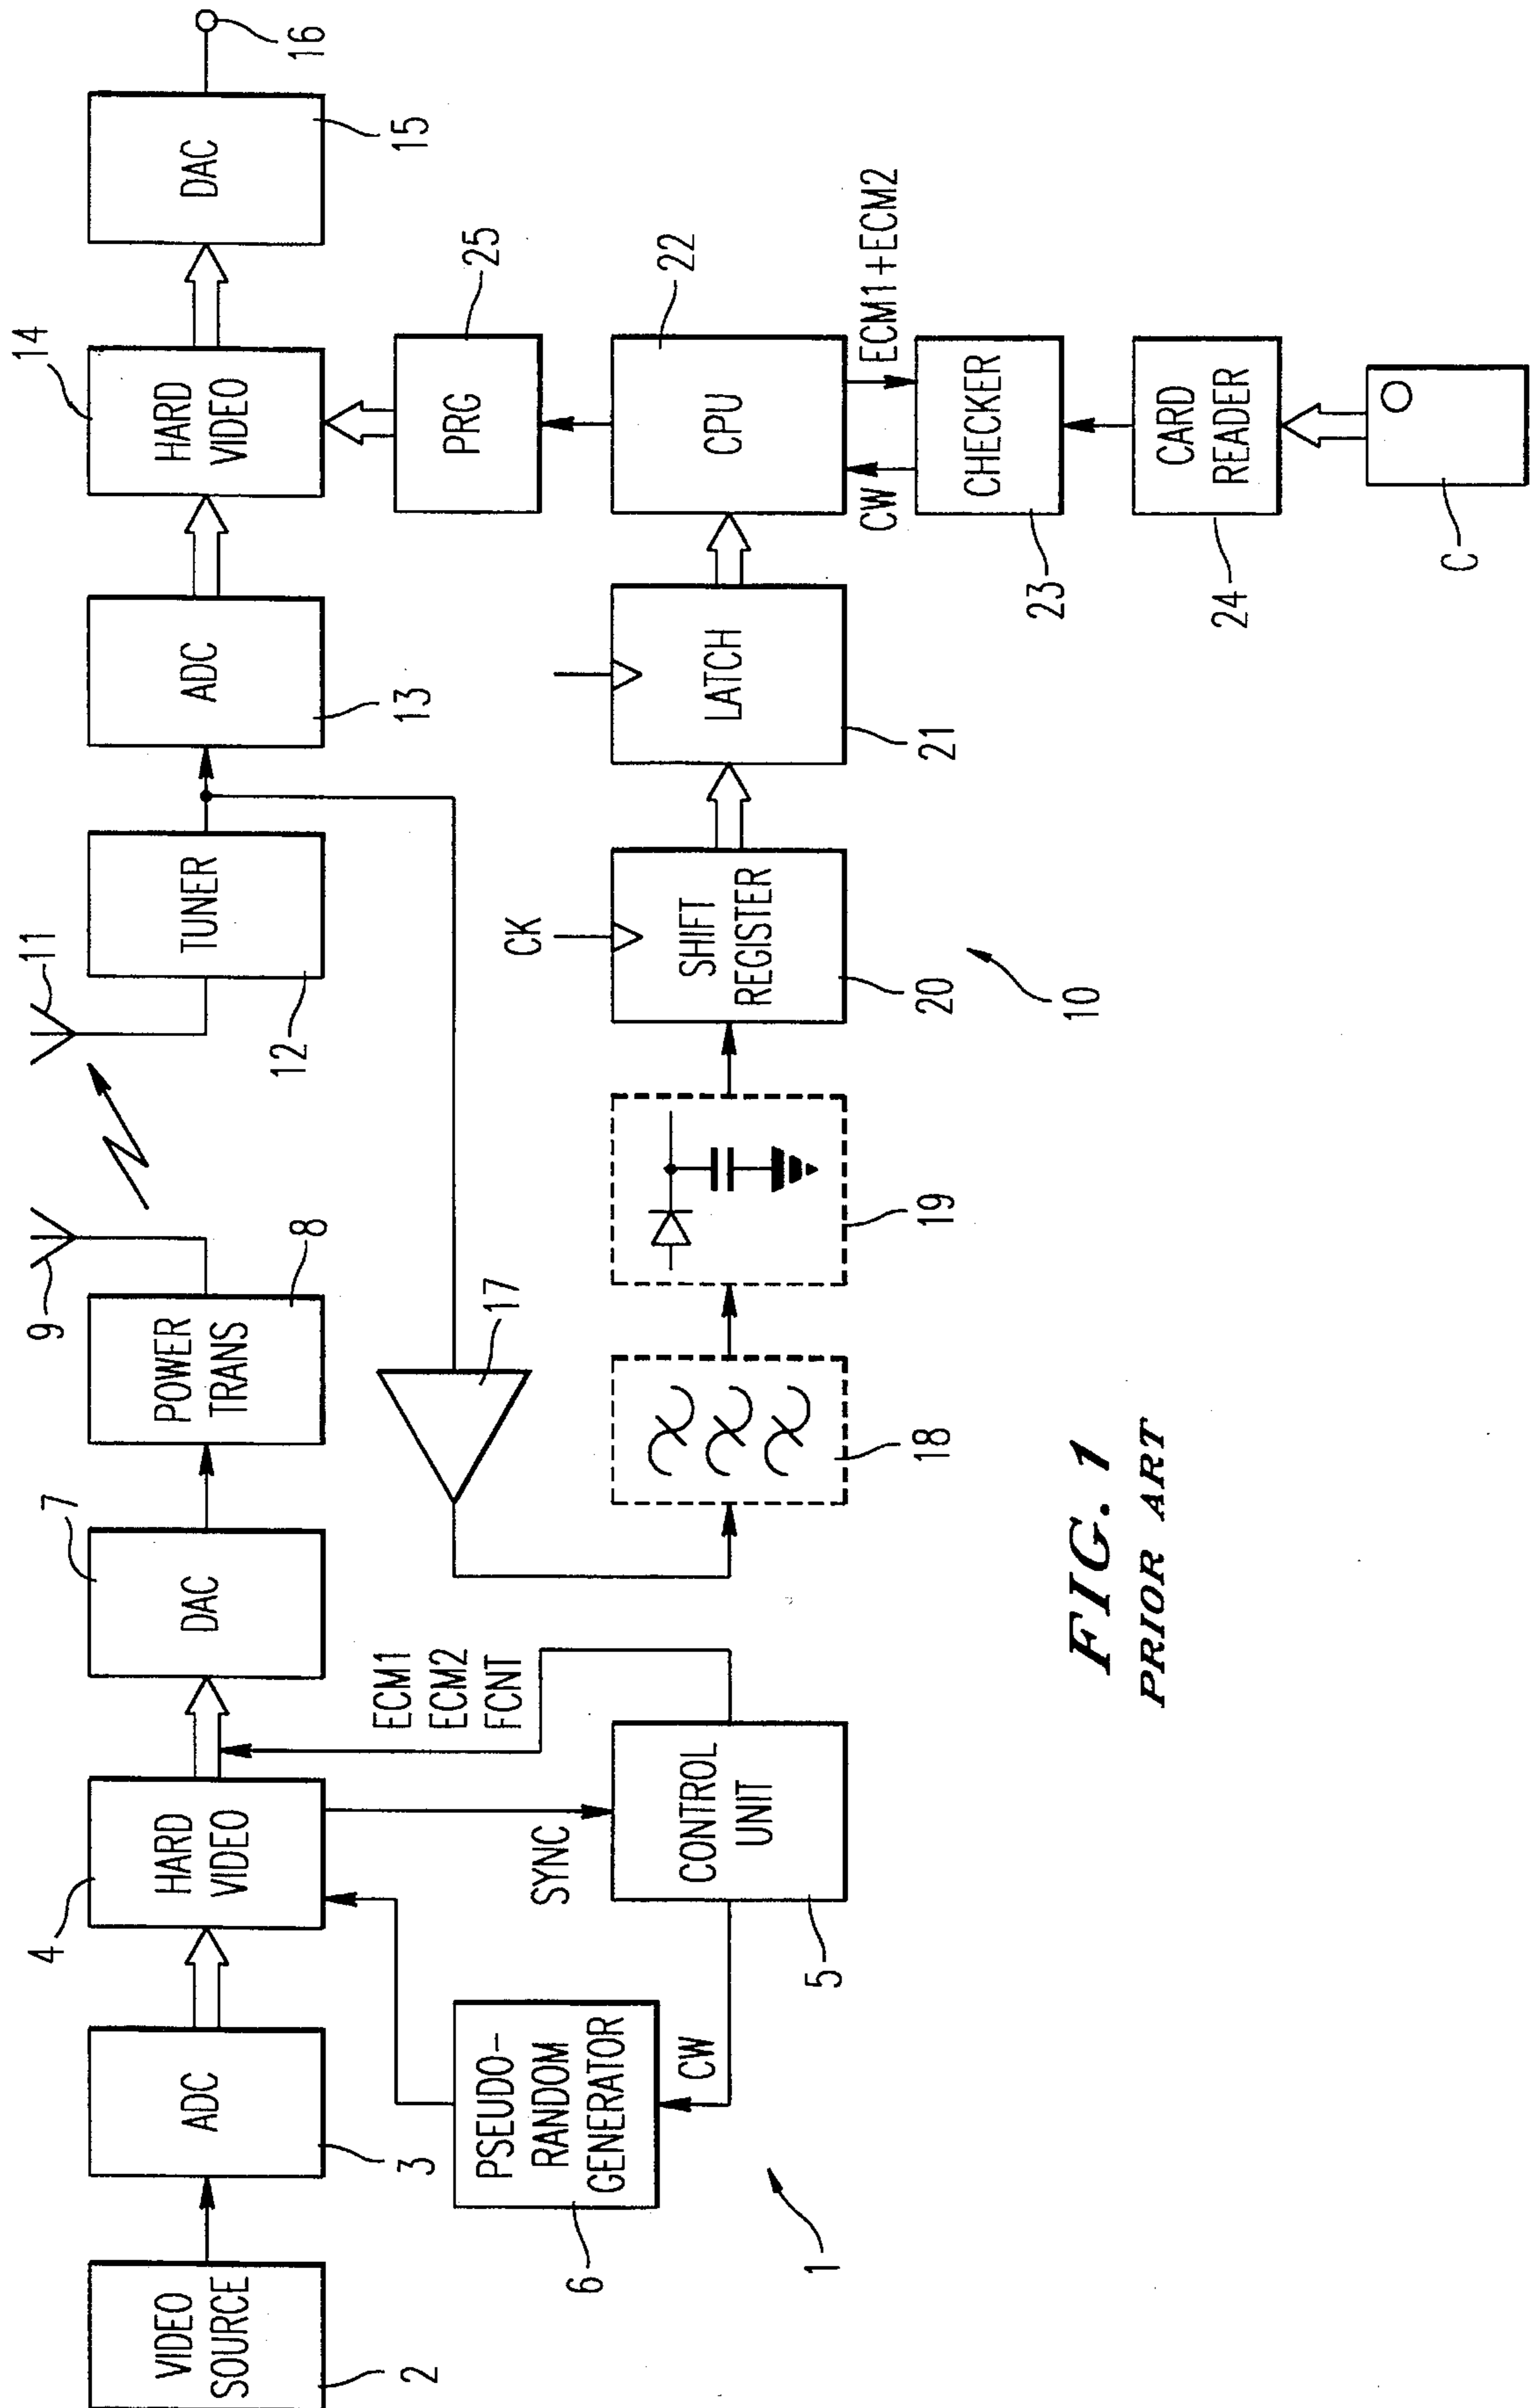 VIDEO
SOURCE
2
ADC
3
HARD
VIDEO
4
DAC
7
POWER
TRANS
8
9
11
TUNER
12
ADC
13
HARD
VIDEO
14
DAC
15
16
PSEUDO-
RANDOM
GENERATOR
6
CW
SYNC
CONTROL
UNIT
5
ECM1
ECM2
FCNT
1
17
18
19
CK
SHIFT
REGISTER
20
10
LATCH
21
PRG
25
CPU
22
CW
ECM1+ECM2
CHECKER
23
CARD
READER
24
C
FIG. 1
PRIOR ART